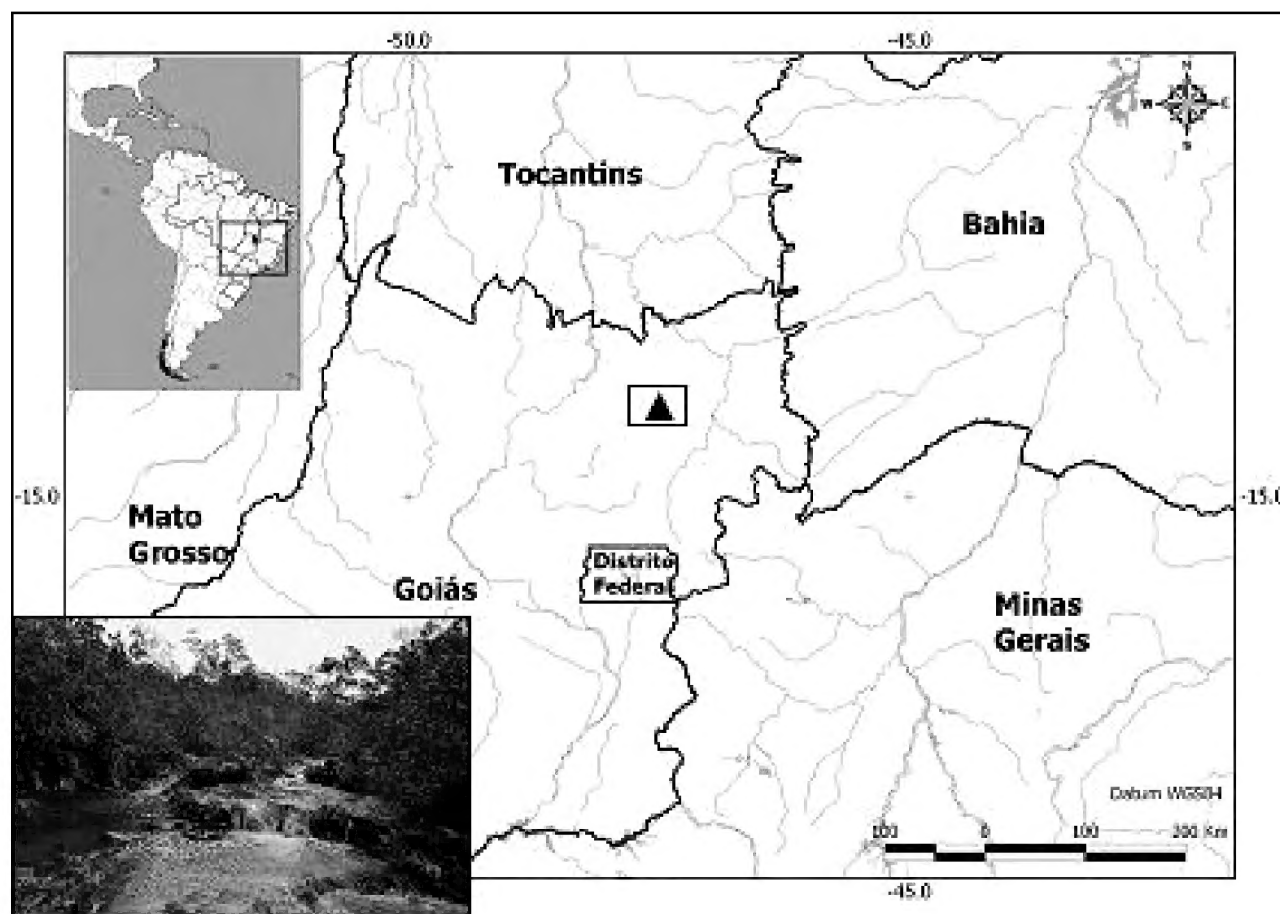 -50.0
-45.0
N
W
E
S
Tocantins
Bahia
-15.0
-15.0
Mato
Grosso
Goiás
Distrito
Federal
Minas
Gerais
Datum WGS84
100
0
100
200 Km
-45.0